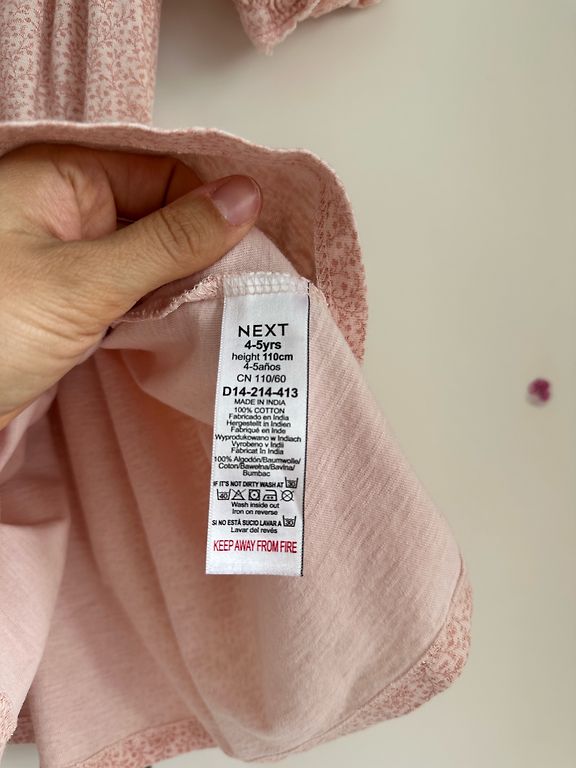 NEXT
4-5yrs
height 110cm
4-5años
CN 110/60
D14-214-413
MADE IN INDIA
100% COTTON
Fabricado en India
Hergestellt in Indien
Fabriqué en Inde
Wyprodukowano w Indiach
Vyrobeno v Indii
Fabricat în India
100% Algodón/Baumwolle/
Coton/Bawełna/Bavlna/
Bumbac
IF IT'S NOT DIRTY WASH AT 30
40
Wash inside out
Iron on reverse
SI NO ESTÁ SUCIO LAVAR A 30
Lavar del revés
KEEP AWAY FROM FIRE